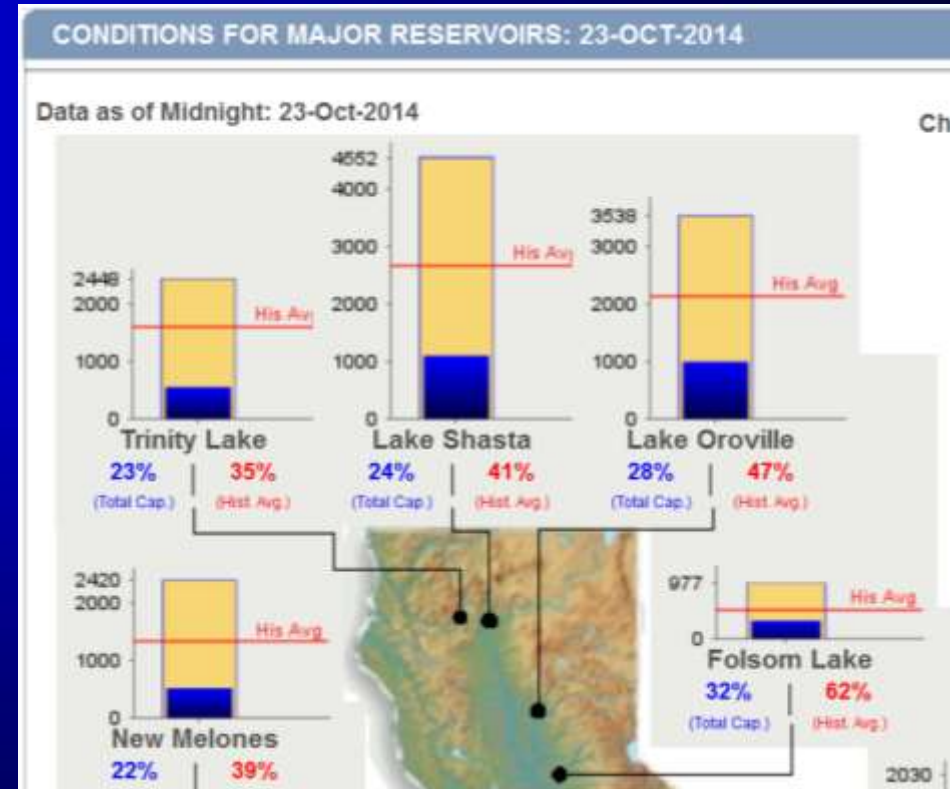 CONDITIONS FOR MAJOR RESERVOIRS: 23-OCT-2014
Data as of Midnight: 23-Oct-2014
Ch
2448
2000
1000
0
His Av
Trinity Lake
23% 35%
(Total Cap.) (Hist. Avg.)
4552
4000
3000
2000
1000
0
His Avg
Lake Shasta
24% 41%
(Total Cap.) (Hist. Avg.)
3538
3000
2000
1000
0
His Avg
Lake Oroville
28% 47%
(Total Cap.) (Hist. Avg.)
2420
2000
1000
0
His Avg
New Melones
22% 39%
977
0
His Avg
Folsom Lake
32% 62%
(Total Cap.) (Hist. Avg.)
2030